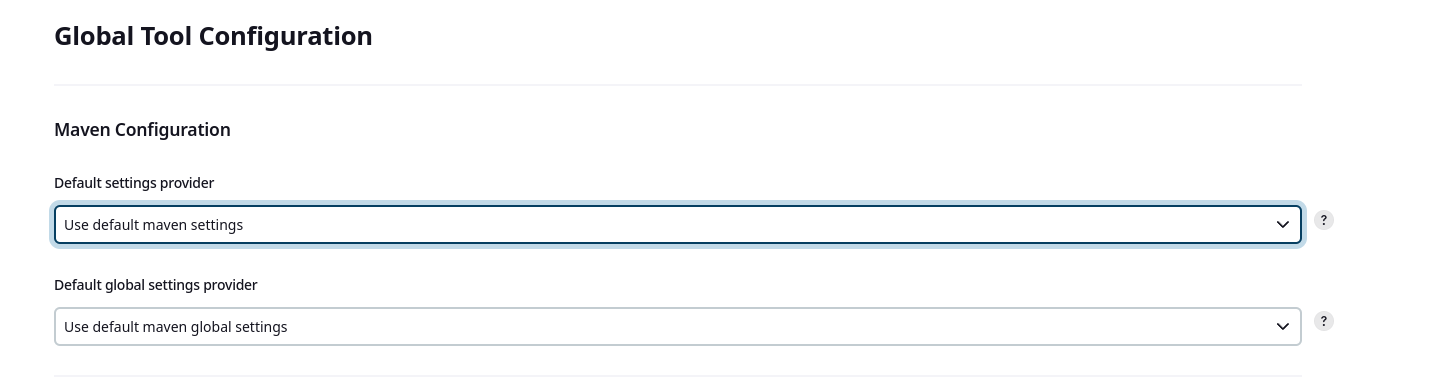 Global Tool Configuration
Maven Configuration
Default settings provider
Use default maven settings
?
Default global settings provider
Use default maven global settings
?